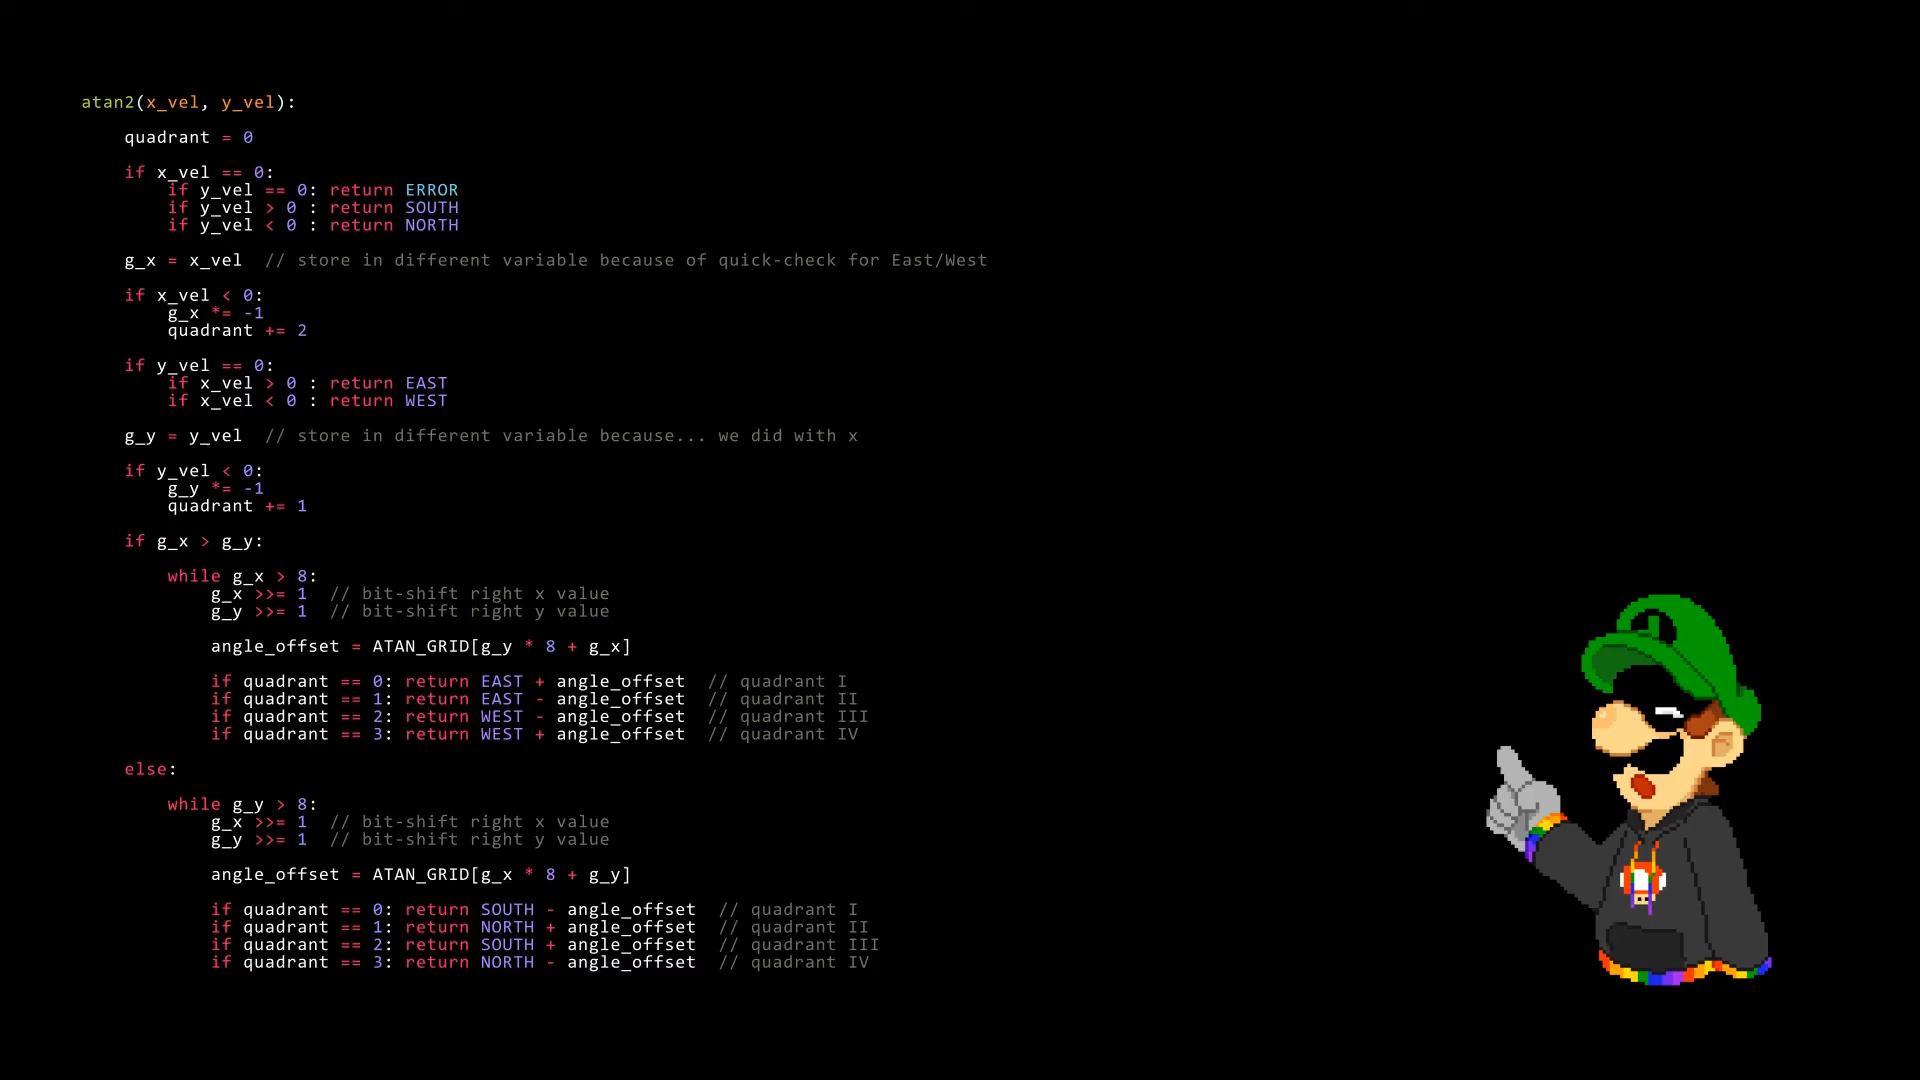 atan2(x_vel, y_vel):
quadrant = 0
if x_vel == 0:
if y_vel == 0: return ERROR
if y_vel > 0 : return SOUTH
if y_vel < 0 : return NORTH
g_x = x_vel // store in different variable because of quick-check for East/West
if x_vel < 0:
g_x *= -1
quadrant += 2
if y_vel == 0:
if x_vel > 0 : return EAST
if x_vel < 0 : return WEST
g_y = y_vel // store in different variable because... we did with x
if y_vel < 0:
g_y *= -1
quadrant += 1
if g_x > g_y:
while g_x > 8:
g_x >>= 1 // bit-shift right x value
g_y >>= 1 // bit-shift right y value
angle_offset = ATAN_GRID[g_y * 8 + g_x]
if quadrant == 0: return EAST + angle_offset // quadrant I
if quadrant == 1: return EAST - angle_offset // quadrant II
if quadrant == 2: return WEST - angle_offset // quadrant III
if quadrant == 3: return WEST + angle_offset // quadrant IV
else:
while g_y > 8:
g_x >>= 1 // bit-shift right x value
g_y >>= 1 // bit-shift right y value
angle_offset = ATAN_GRID[g_x * 8 + g_y]
if quadrant == 0: return SOUTH - angle_offset // quadrant I
if quadrant == 1: return NORTH + angle_offset // quadrant II
if quadrant == 2: return SOUTH + angle_offset // quadrant III
if quadrant == 3: return NORTH - angle_offset // quadrant IV